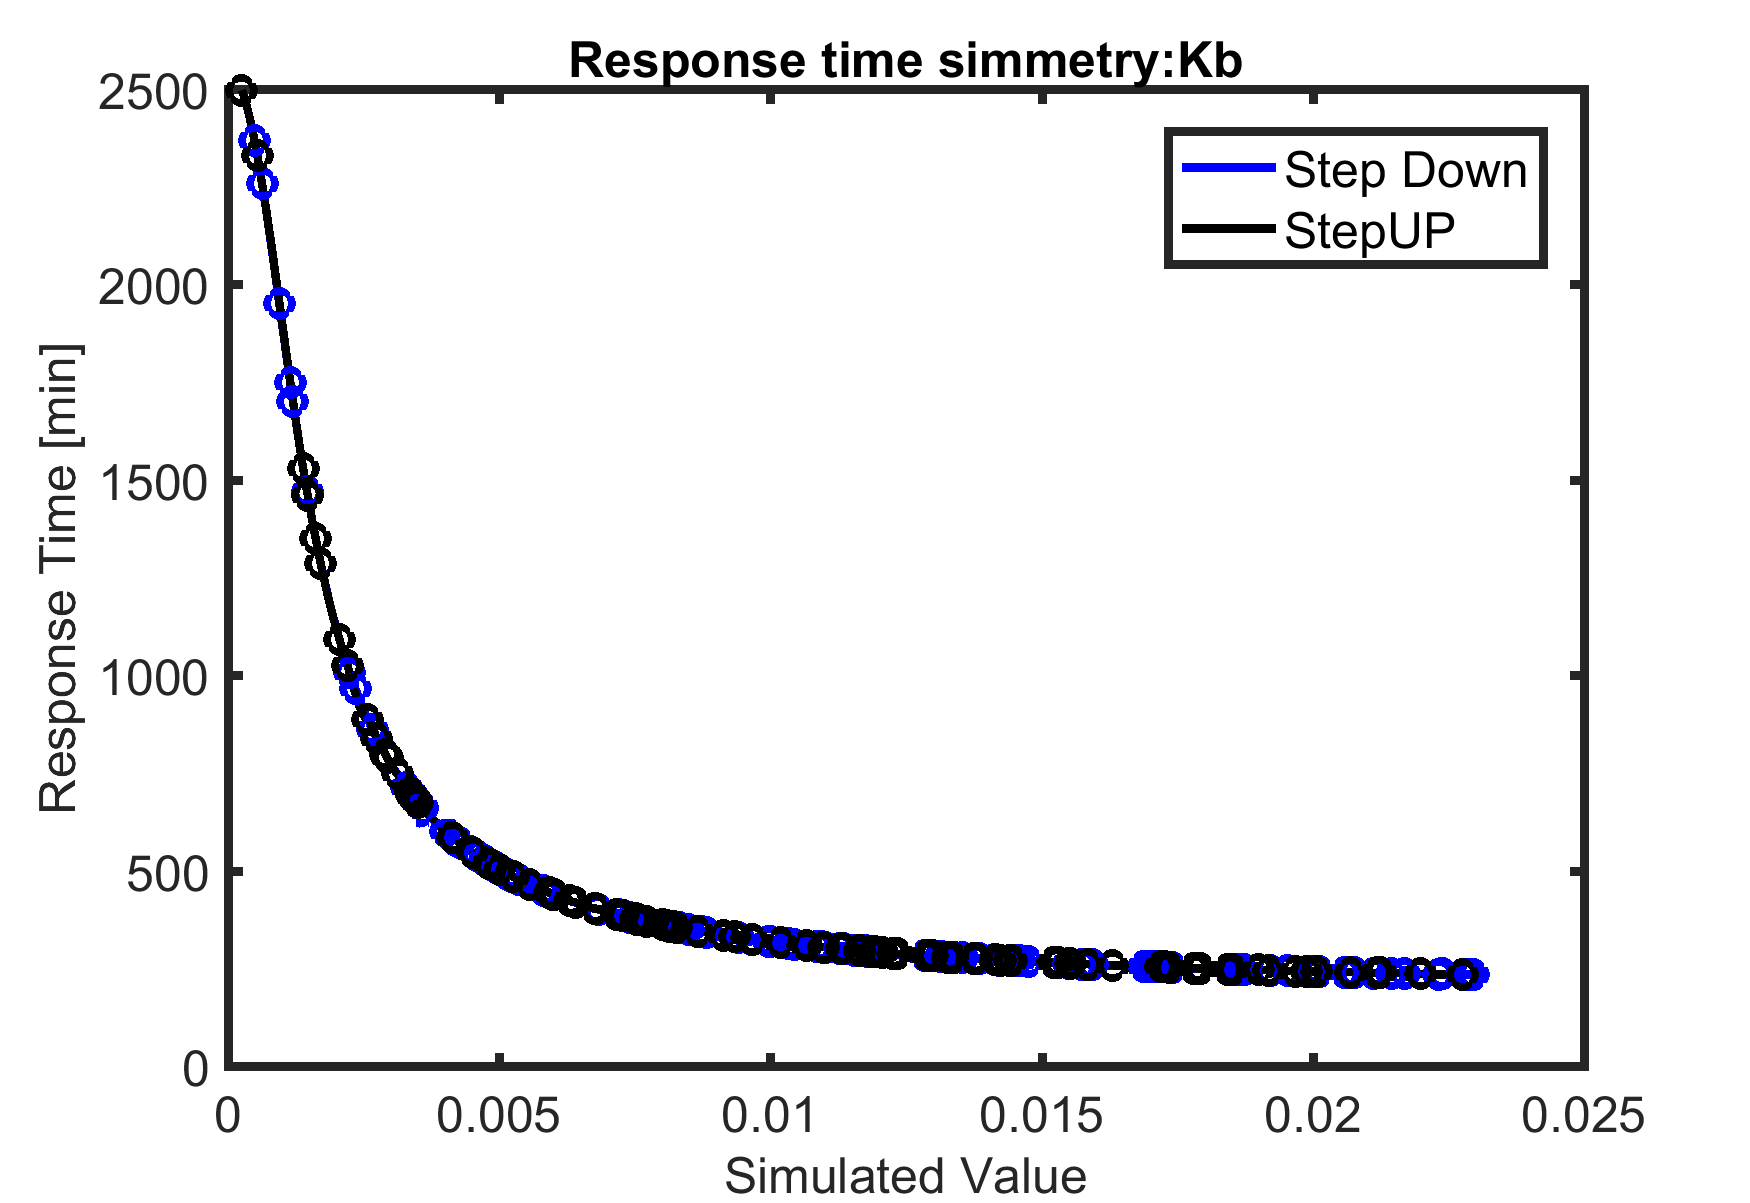 Response time simmetry:Kb
Step Down
StepUP
Response Time [min]
2500
2000
1500
1000
500
0
0 0.005 0.01 0.015 0.02 0.025
Simulated Value